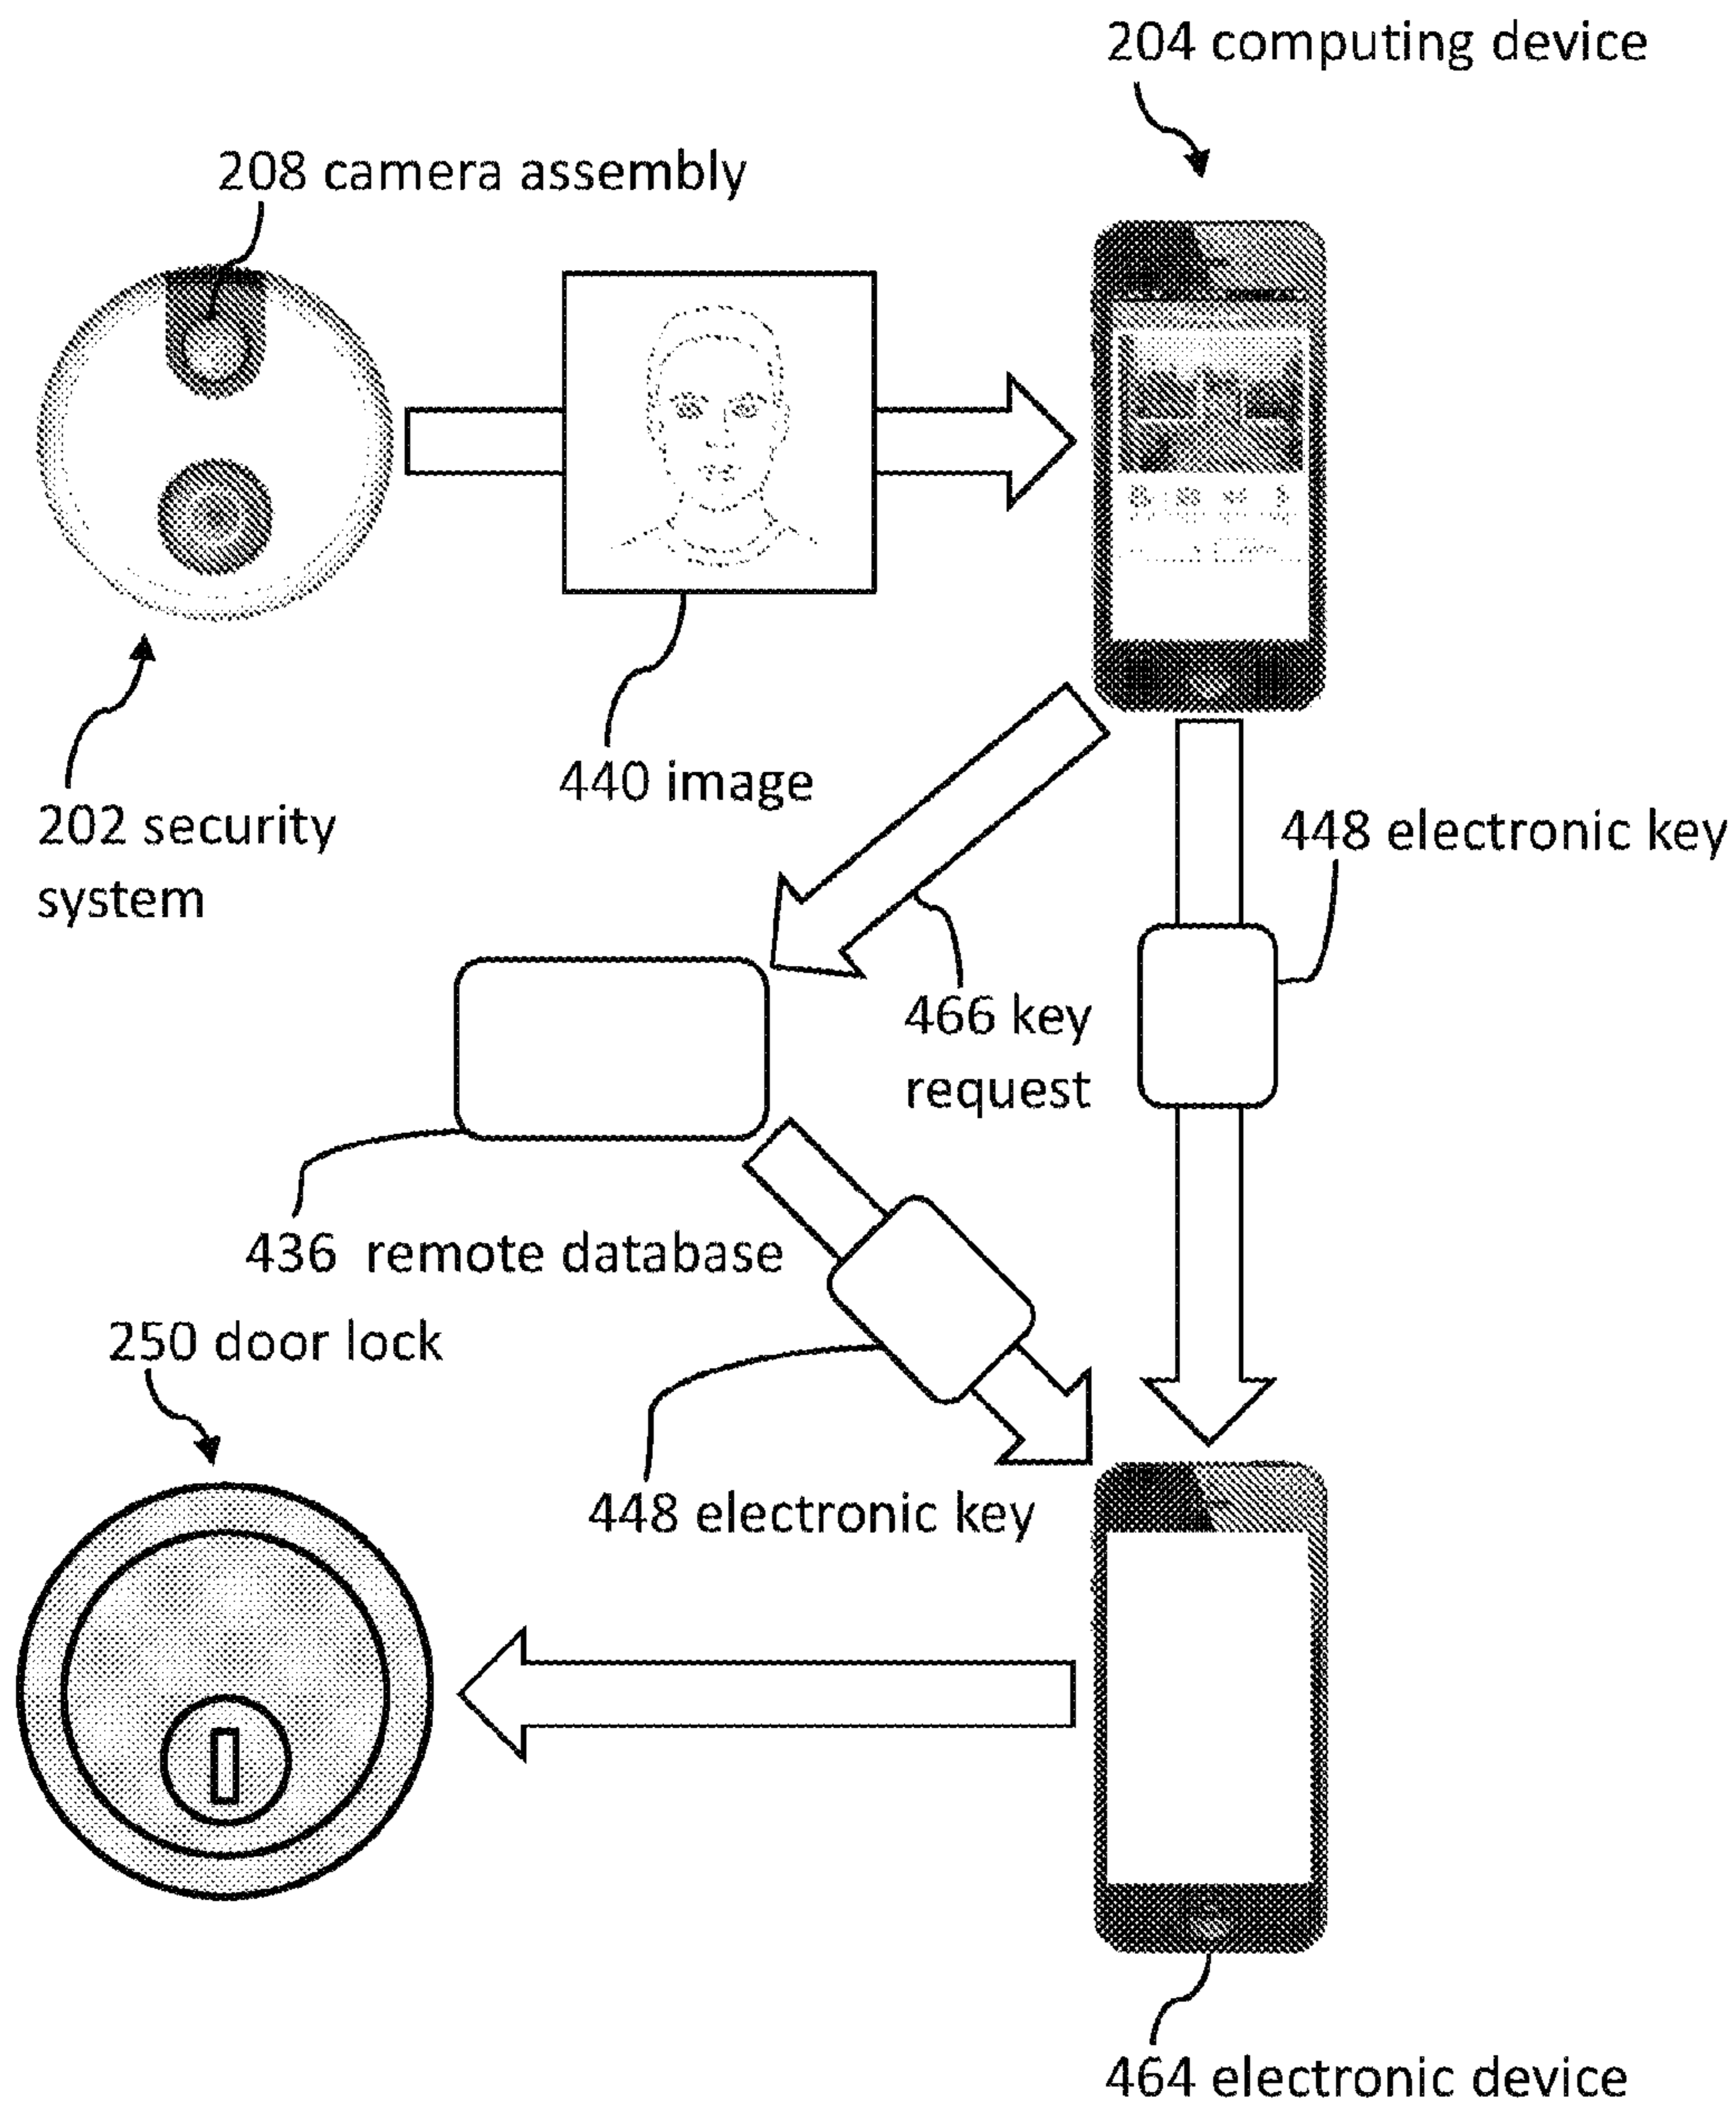 204 computing device
208 camera assembly
440 image
202 security
system
448 electronic key
466 key
request
436 remote database
250 door lock
448 electronic key
464 electronic device